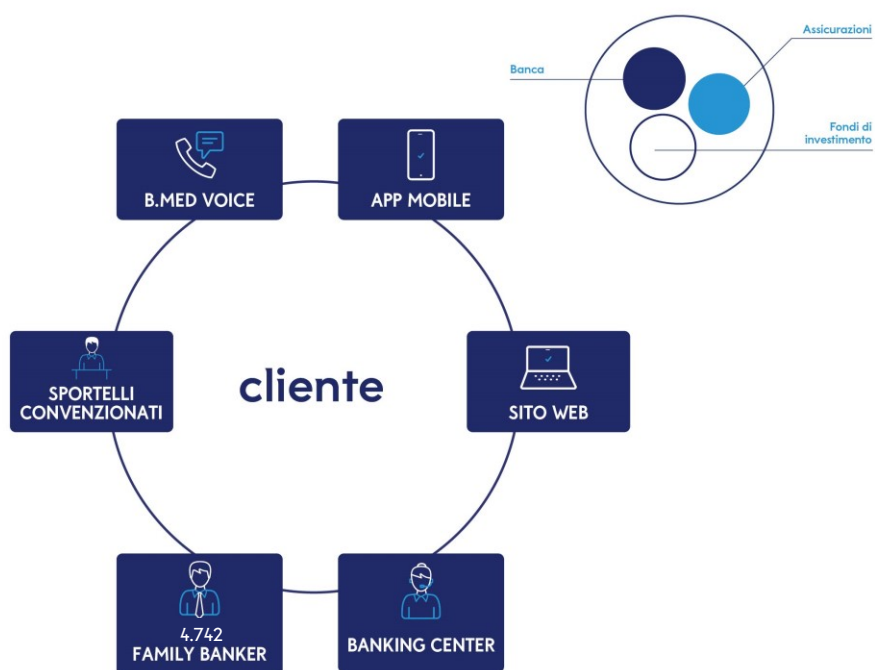 Assicurazioni
Banca
Fondi di
investimento
B.MED VOICE
APP MOBILE
SPORTELLI
CONVENZIONATI
cliente
SITO WEB
4.742
FAMILY BANKER
BANKING CENTER